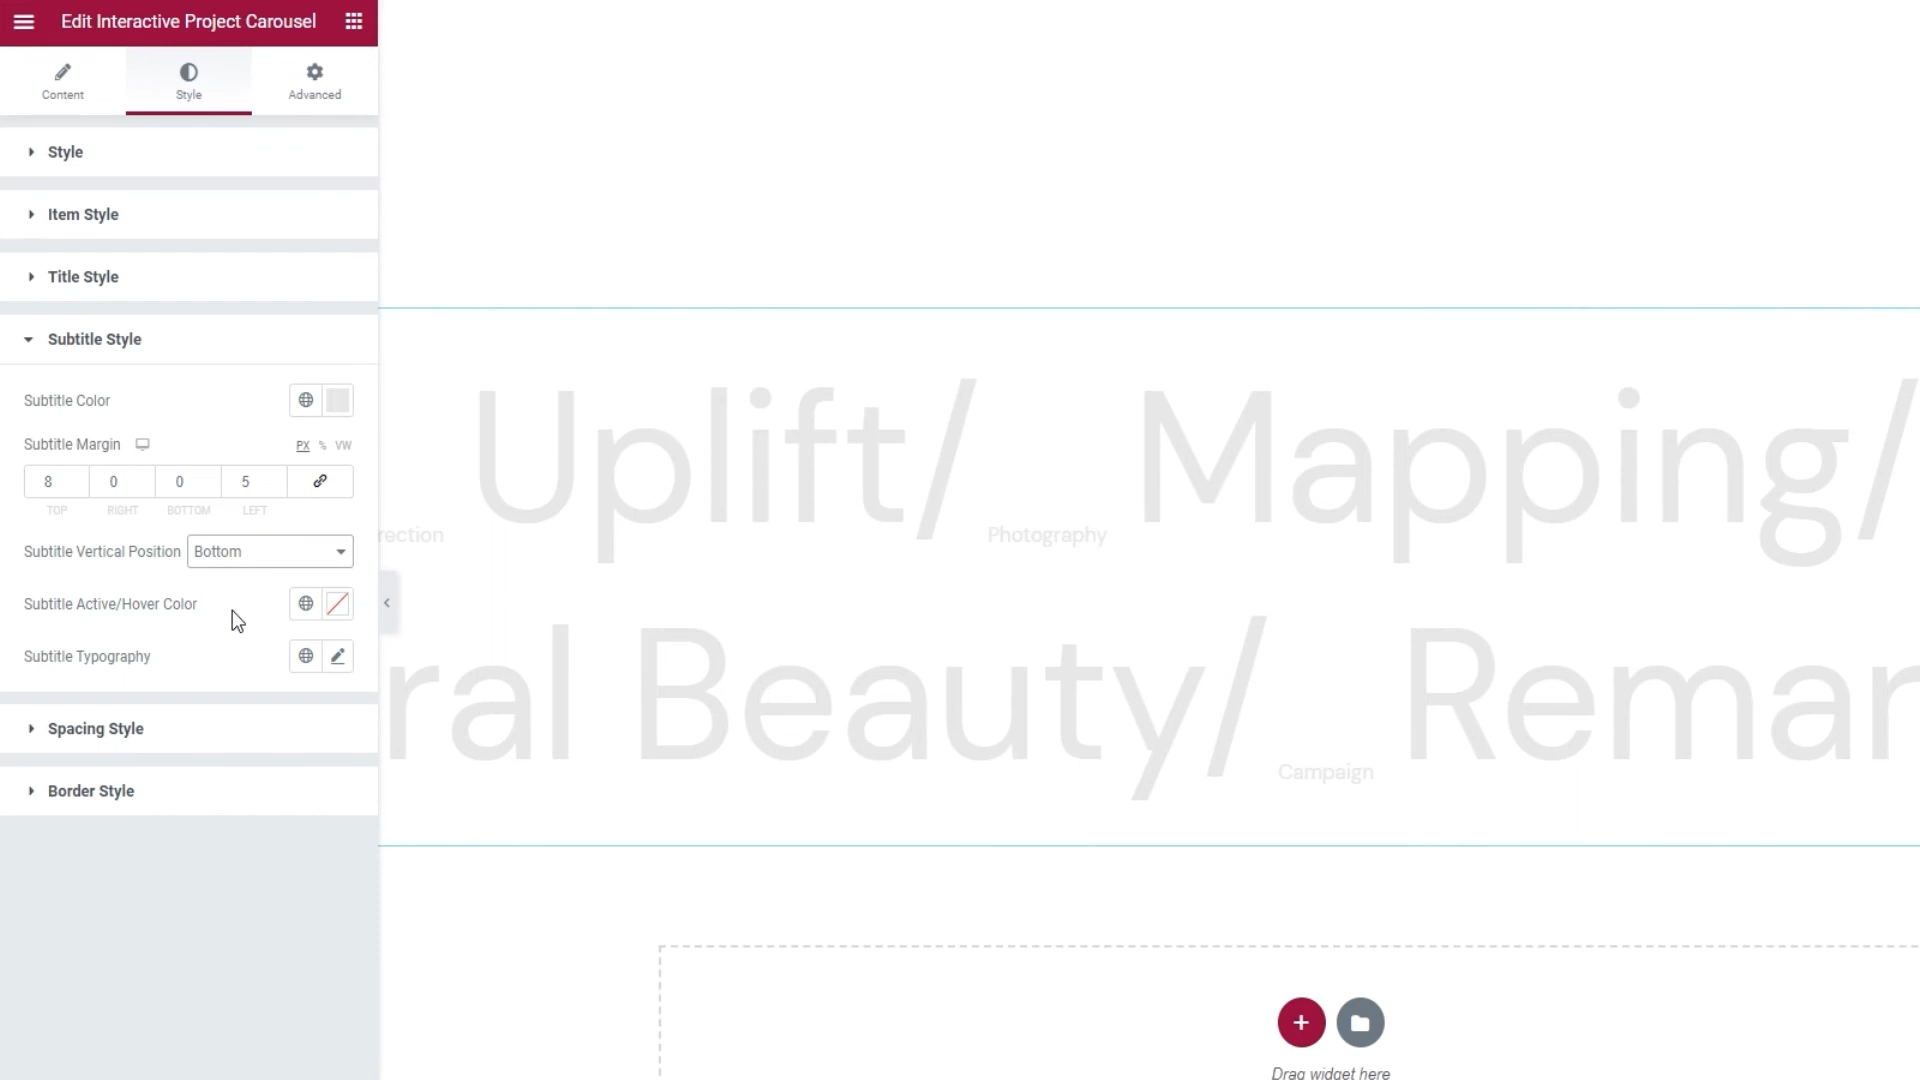 Edit Interactive Project Carousel
Content
Style
Advanced
Style
Item Style
Title Style
Subtitle Style
Subtitle Color
Subtitle Margin
PX % VW
8 0 0 5
TOP RIGHT BOTTOM LEFT
Subtitle Vertical Position
Bottom
Subtitle Active/Hover Color
Subtitle Typography
Spacing Style
Border Style
rection
Uplift/
Photography
Mapping/
ral Beauty/
Campaign
Remar
Drag widget here